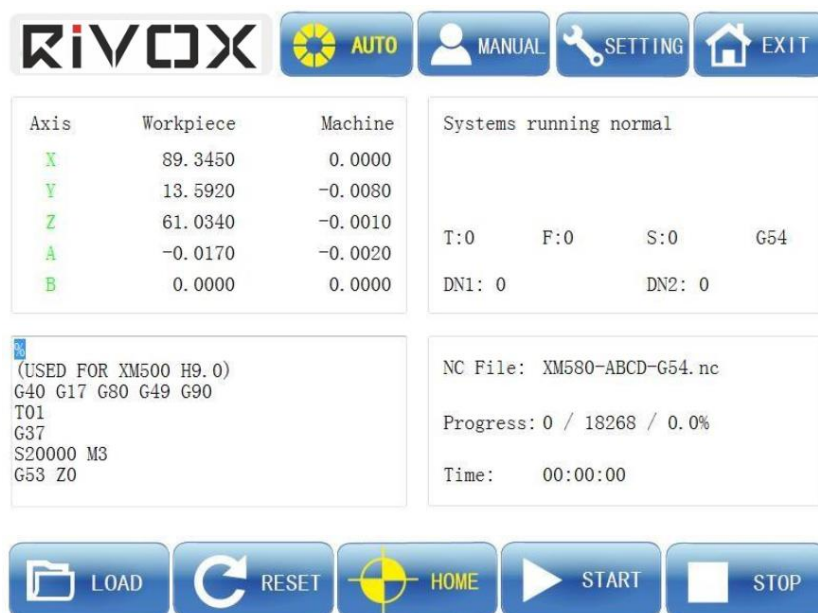 RiVOX AUTO MANUAL SETTING EXIT
Axis Workpiece Machine
X 89.3450 0.0000
Y 13.5920 -0.0080
Z 61.0340 -0.0010
A -0.0170 -0.0020
B 0.0000 0.0000
Systems running normal
T:0 F:0 S:0 G54
DN1: 0 DN2: 0
%
(USED FOR XM500 H9.0)
G40 G17 G80 G49 G90
T01
G37
S20000 M3
G53 Z0
NC File: XM580-ABCD-G54.nc
Progress: 0 / 18268 / 0.0%
Time: 00:00:00
LOAD RESET HOME START STOP